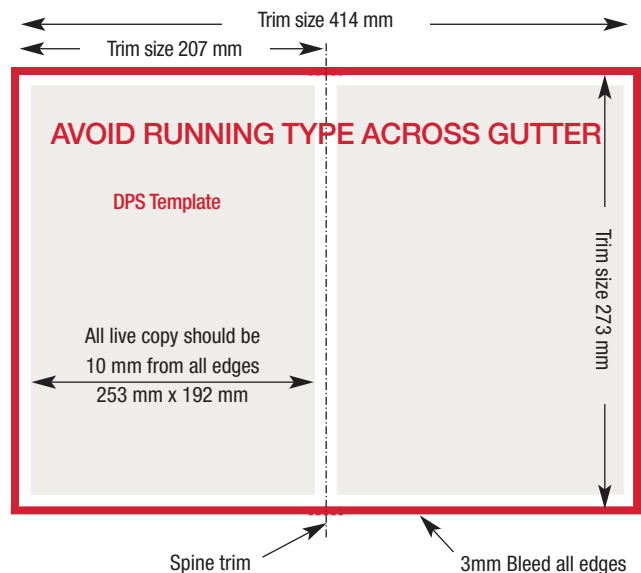 Trim size 414 mm
Trim size 207 mm
AVOID RUNNING TYPE ACROSS GUTTER
DPS Template
Trim size 273 mm
All live copy should be
10 mm from all edges
253 mm x 192 mm
Spine trim
3mm Bleed all edges